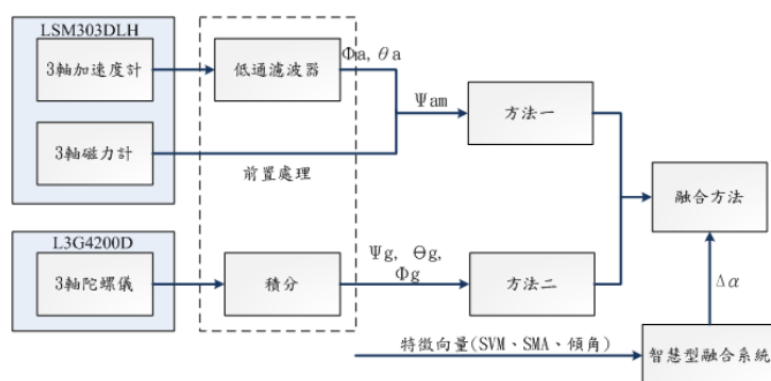 LSM303DLH
3軸加速度計
低通濾波器
Φa, θa
3軸磁力計
前置處理
Ψam
方法一
融合方法
L3G4200D
3軸陀螺儀
積分
Ψg, Θg,
Φg
方法二
Δα
特徵向量(SVM、SMA、傾角)
智慧型融合系統